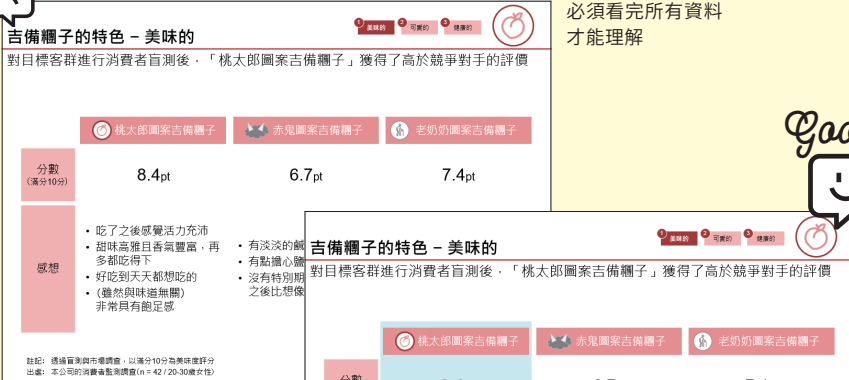 必須看完所有資料
才能理解
吉備糰子的特色 – 美味的
1 美味的 2 可愛的 3 健康的
對目標客群進行消費者盲測後，「桃太郎圖案吉備糰子」獲得了高於競爭對手的評價
桃太郎圖案吉備糰子 赤鬼圖案吉備糰子 老奶奶圖案吉備糰子
分數
(滿分10分)
8.4pt 6.7pt 7.4pt
感想
• 吃了之後感覺活力充沛
• 甜味高雅且香氣豐富，再
多都吃得下
• 好吃到天天都想吃的
• (雖然與味道無關)
非常具有飽足感
• 有淡淡的鹹
• 有點擔心鹽
• 沒有特別期
之後比想像
註記： 透過盲測與市場調查，以滿分10分為美味度評分
出處： 本公司的消費者監測調查(n = 42 / 20-30歲女性)
Goo
吉備糰子的特色 – 美味的
1 美味的 2 可愛的 3 健康的
對目標客群進行消費者盲測後，「桃太郎圖案吉備糰子」獲得了高於競爭對手的評價
桃太郎圖案吉備糰子 赤鬼圖案吉備糰子 老奶奶圖案吉備糰子
分數